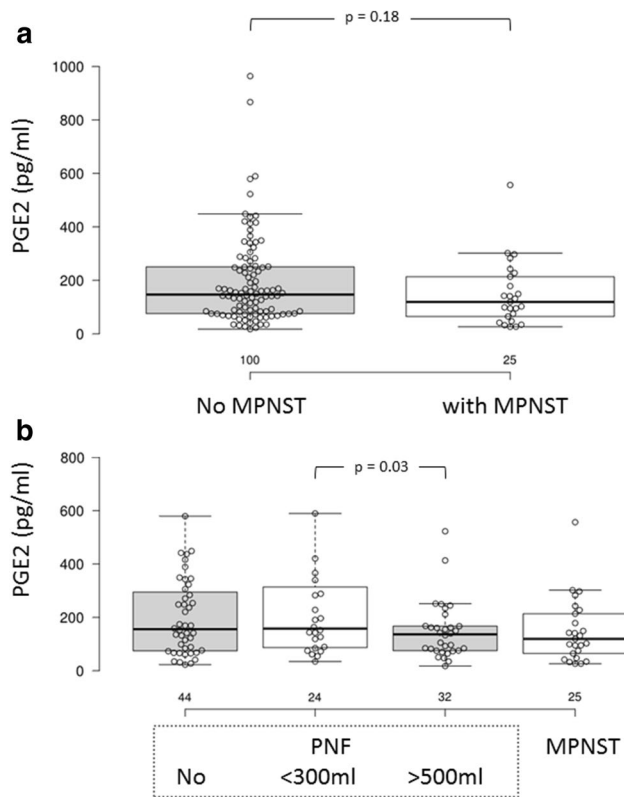 a
p = 0.18
PGE2 (pg/ml)
1000
800
600
400
200
0
100 25
No MPNST with MPNST
b
p = 0.03
PGE2 (pg/ml)
800
600
400
200
0
44 24 32 25
PNF MPNST
No <300ml >500ml